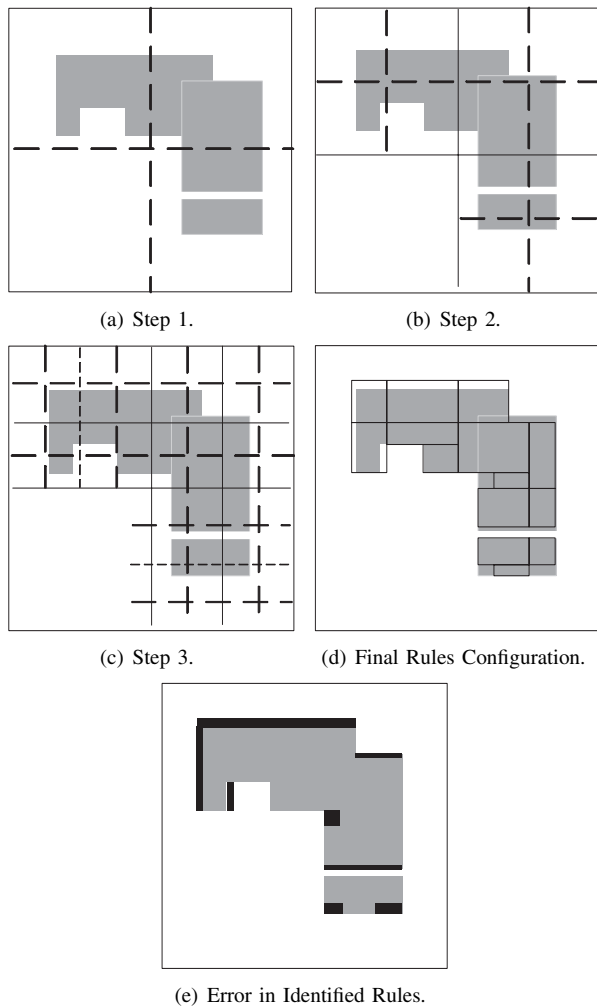 (a) Step 1.
(b) Step 2.
(c) Step 3.
(d) Final Rules Configuration.
(e) Error in Identified Rules.